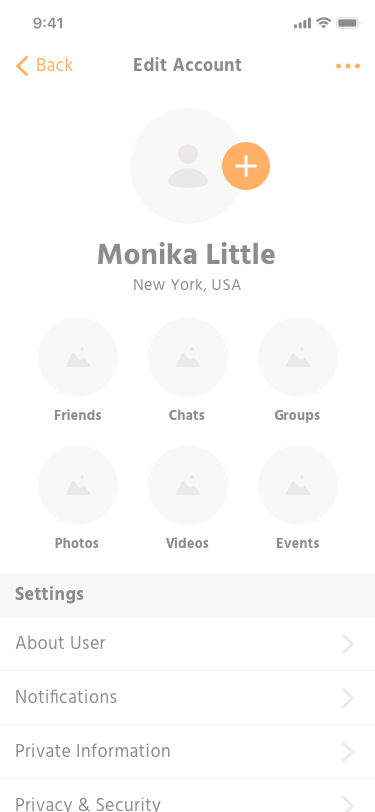 9:41
Back Edit Account
Monika Little
New York, USA
Friends Chats Groups
Photos Videos Events
Settings
About User
Notifications
Private Information
Privacy & Security